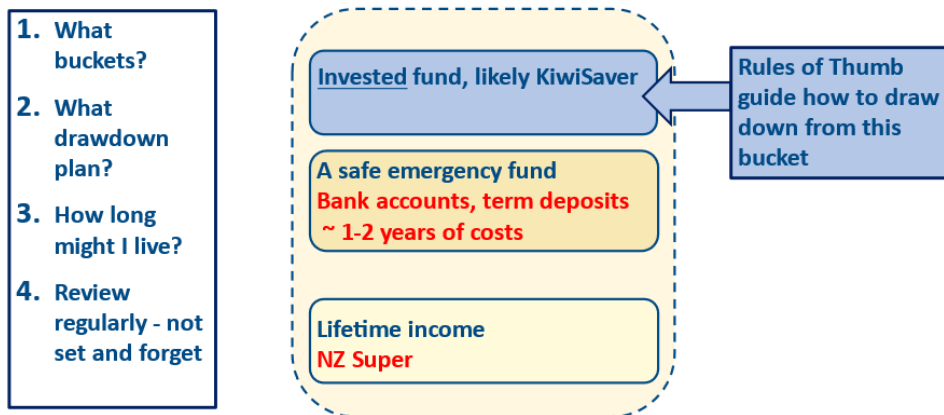 1. What
buckets?
2. What
drawdown
plan?
3. How long
might I live?
4. Review
regularly - not
set and forget
Invested fund, likely KiwiSaver
A safe emergency fund
Bank accounts, term deposits
~ 1-2 years of costs
Lifetime income
NZ Super
Rules of Thumb
guide how to draw
down from this
bucket